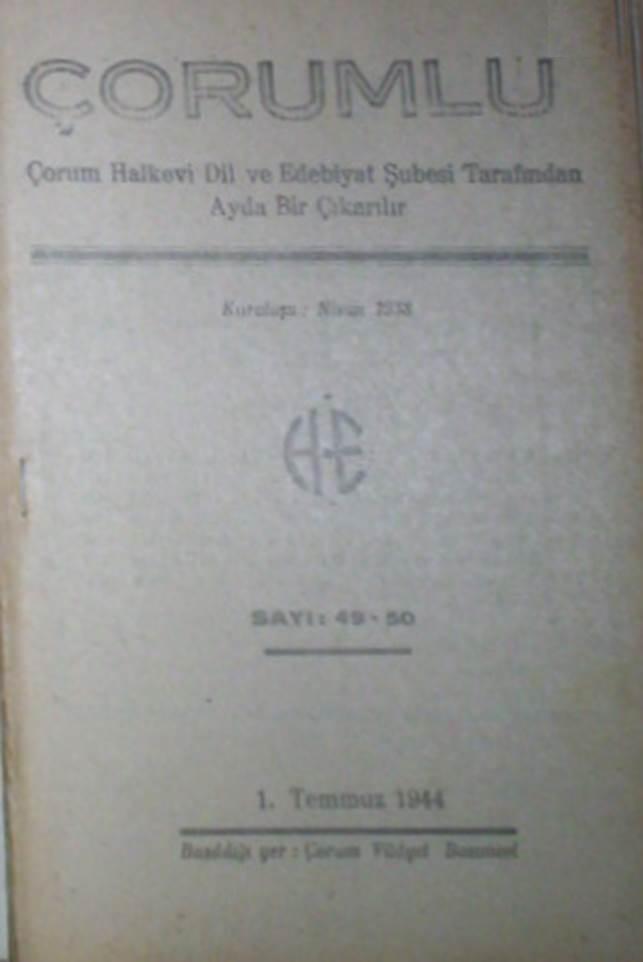 ÇORUMLU
Çorum Halkevi Dil ve Edebiyat Şubesi Tarafından
Ayda Bir Çıkarılır
Kuruluşu : Nisan 1938
HE
SAYI : 49 - 50
1. Temmuz 1944
Basıldığı yer : Çorum Vilâyet Basımevi